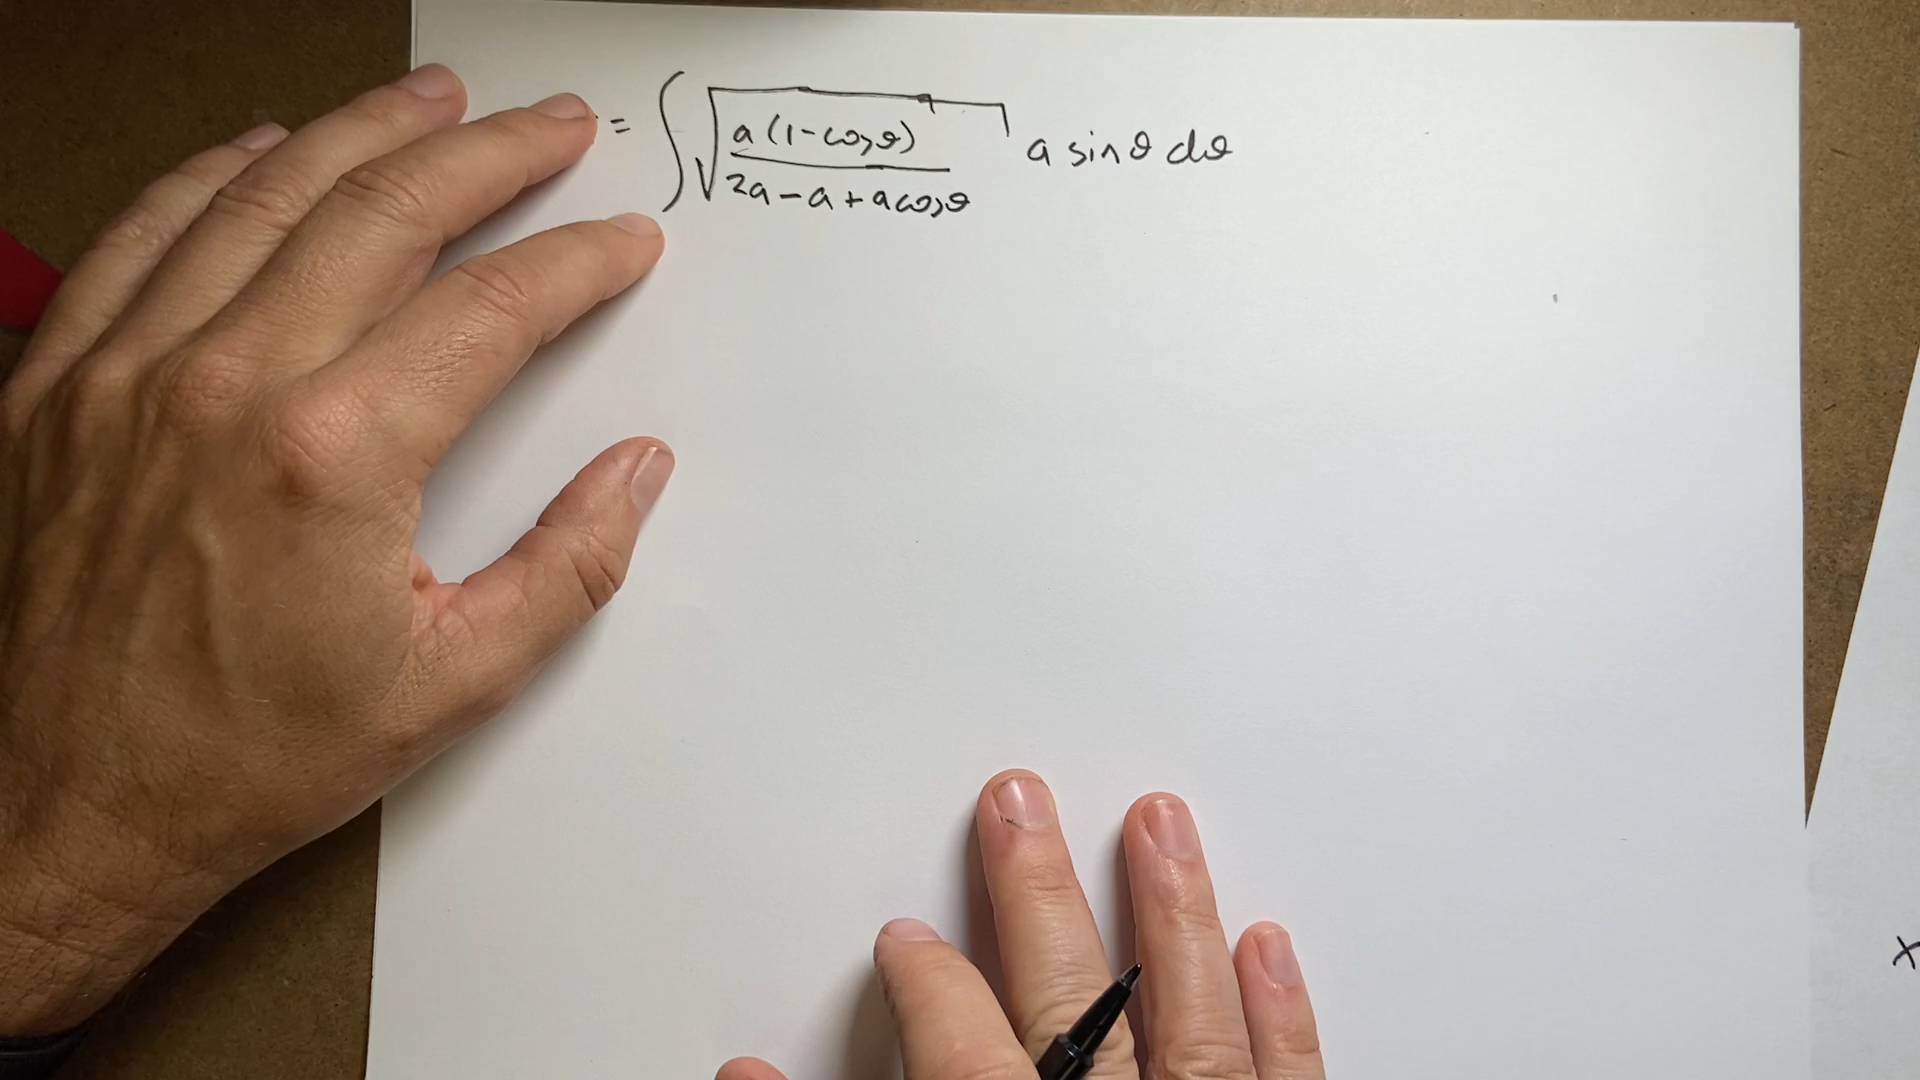 = ∫ √(a(1-cosθ) / (2a-a+acosθ)) a sinθ dθ
x